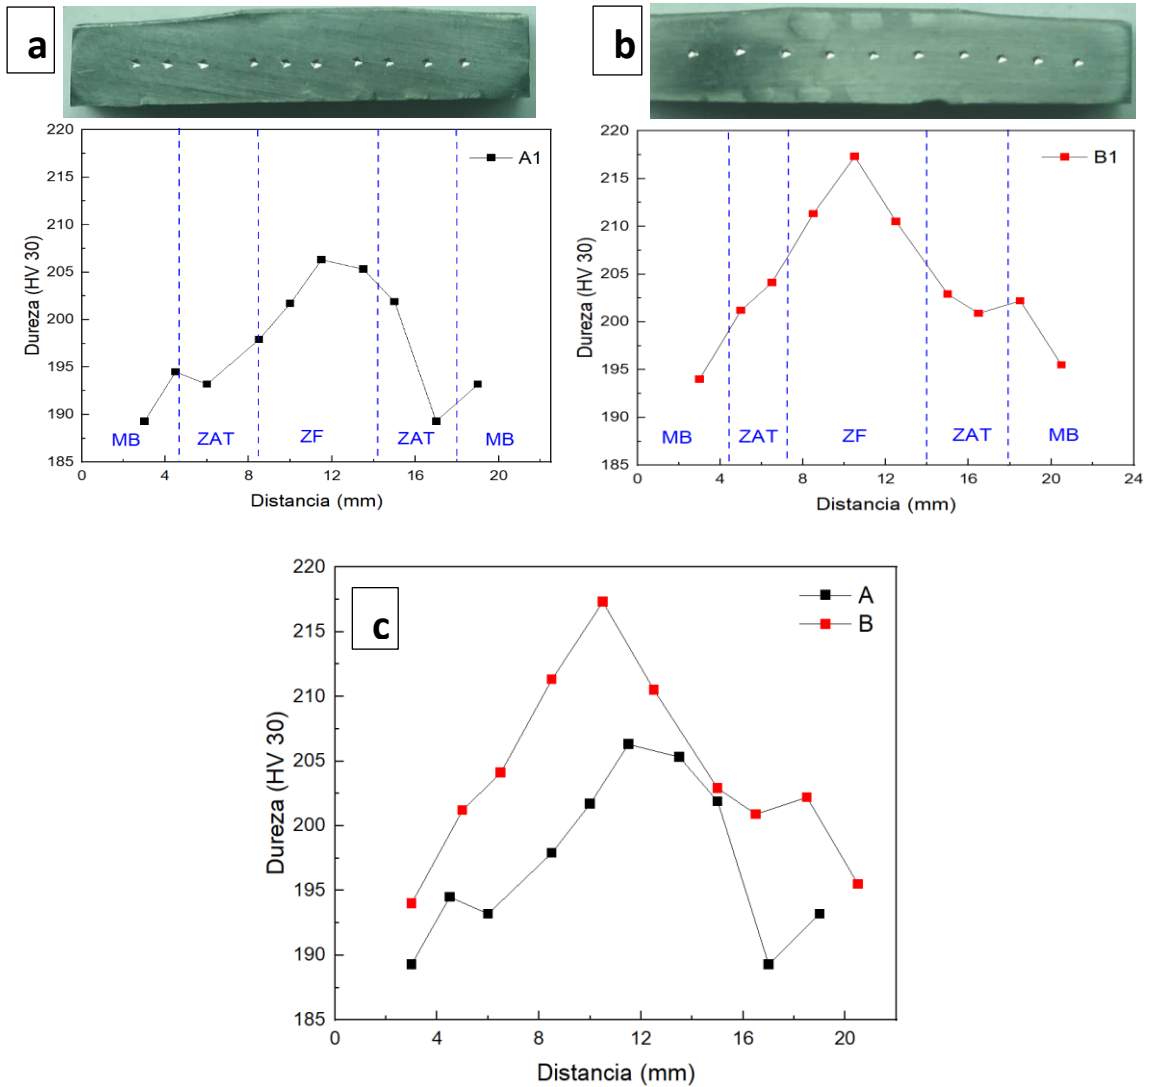 a
b
220
215
210
205
200
195
190
185
Dureza (HV 30)
A1
MB
ZAT
ZF
ZAT
MB
0
4
8
12
16
20
Distancia (mm)
220
215
210
205
200
195
190
185
Dureza (HV 30)
B1
MB
ZAT
ZF
ZAT
MB
0
4
8
12
16
20
24
Distancia (mm)
c
220
215
210
205
200
195
190
185
Dureza (HV 30)
A
B
0
4
8
12
16
20
Distancia (mm)